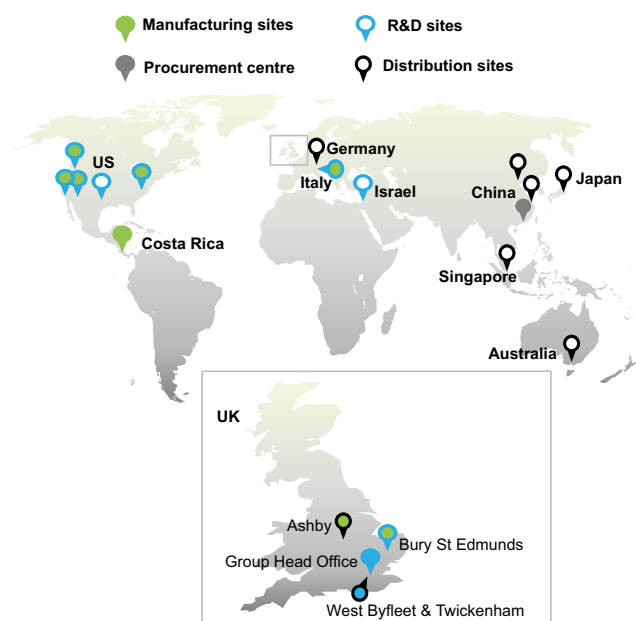 Manufacturing sites
R&D sites
Procurement centre
Distribution sites
Germany
US
Italy
Israel
China
Japan
Costa Rica
Singapore
Australia
UK
Ashby
Bury St Edmunds
Group Head Office
West Byfleet & Twickenham